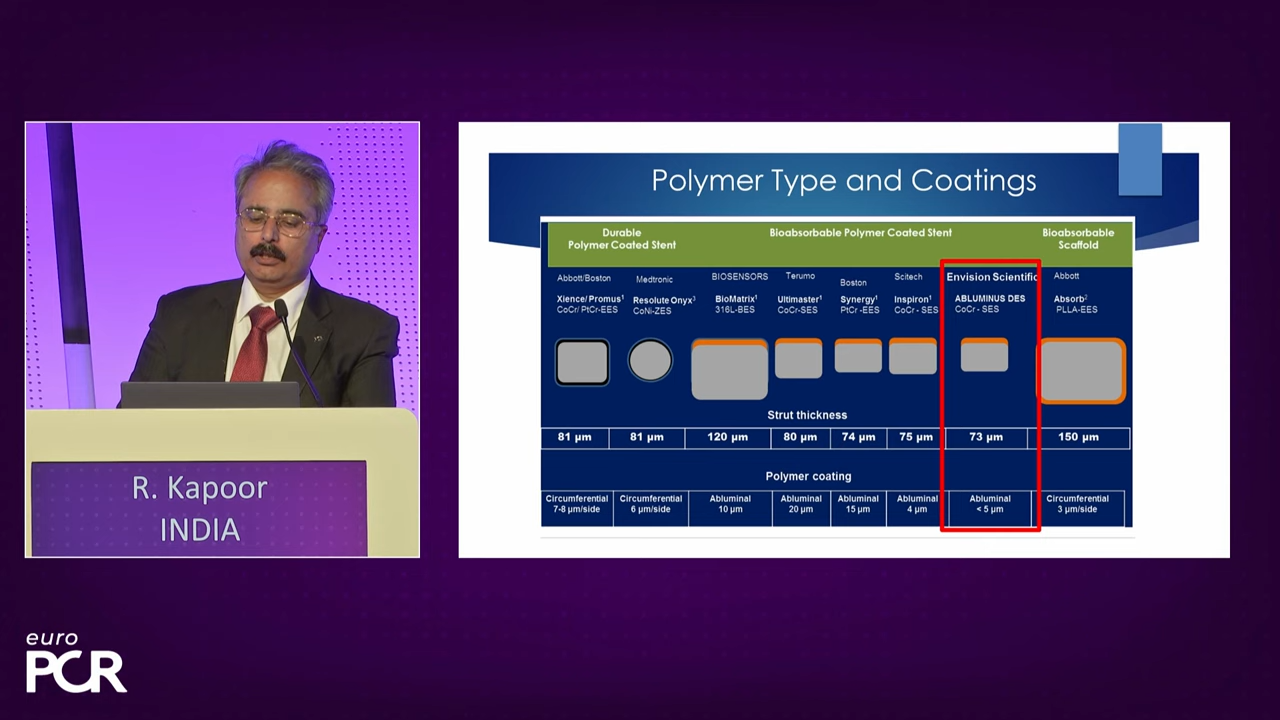 R. Kapoor
INDIA
euro
PCR
Polymer Type and Coatings
Durable
Polymer Coated Stent
Bioabsorbable Polymer Coated Stent
Bioabsorbable
Scaffold
Abbott/Boston
Xience/ Promus¹
CoCr/ PtCr-EES
Medtronic
Resolute Onyx³
CoNi-ZES
BIOSENSORS
BioMatrix¹
316L-BES
Terumo
Ultimaster¹
CoCr-SES
Boston
Synergy¹
PtCr -EES
Scitech
Inspiron¹
CoCr - SES
Envision Scientific
ABLUMINUS DES
CoCr - SES
Abbott
Absorb²
PLLA-EES
Strut thickness
81 µm 81 µm 120 µm 80 µm 74 µm 75 µm 73 µm 150 µm
Polymer coating
Circumferential
7-8 µm/side
Circumferential
6 µm/side
Abluminal
10 µm
Abluminal
20 µm
Abluminal
15 µm
Abluminal
4 µm
Abluminal
< 5 µm
Circumferential
3 µm/side